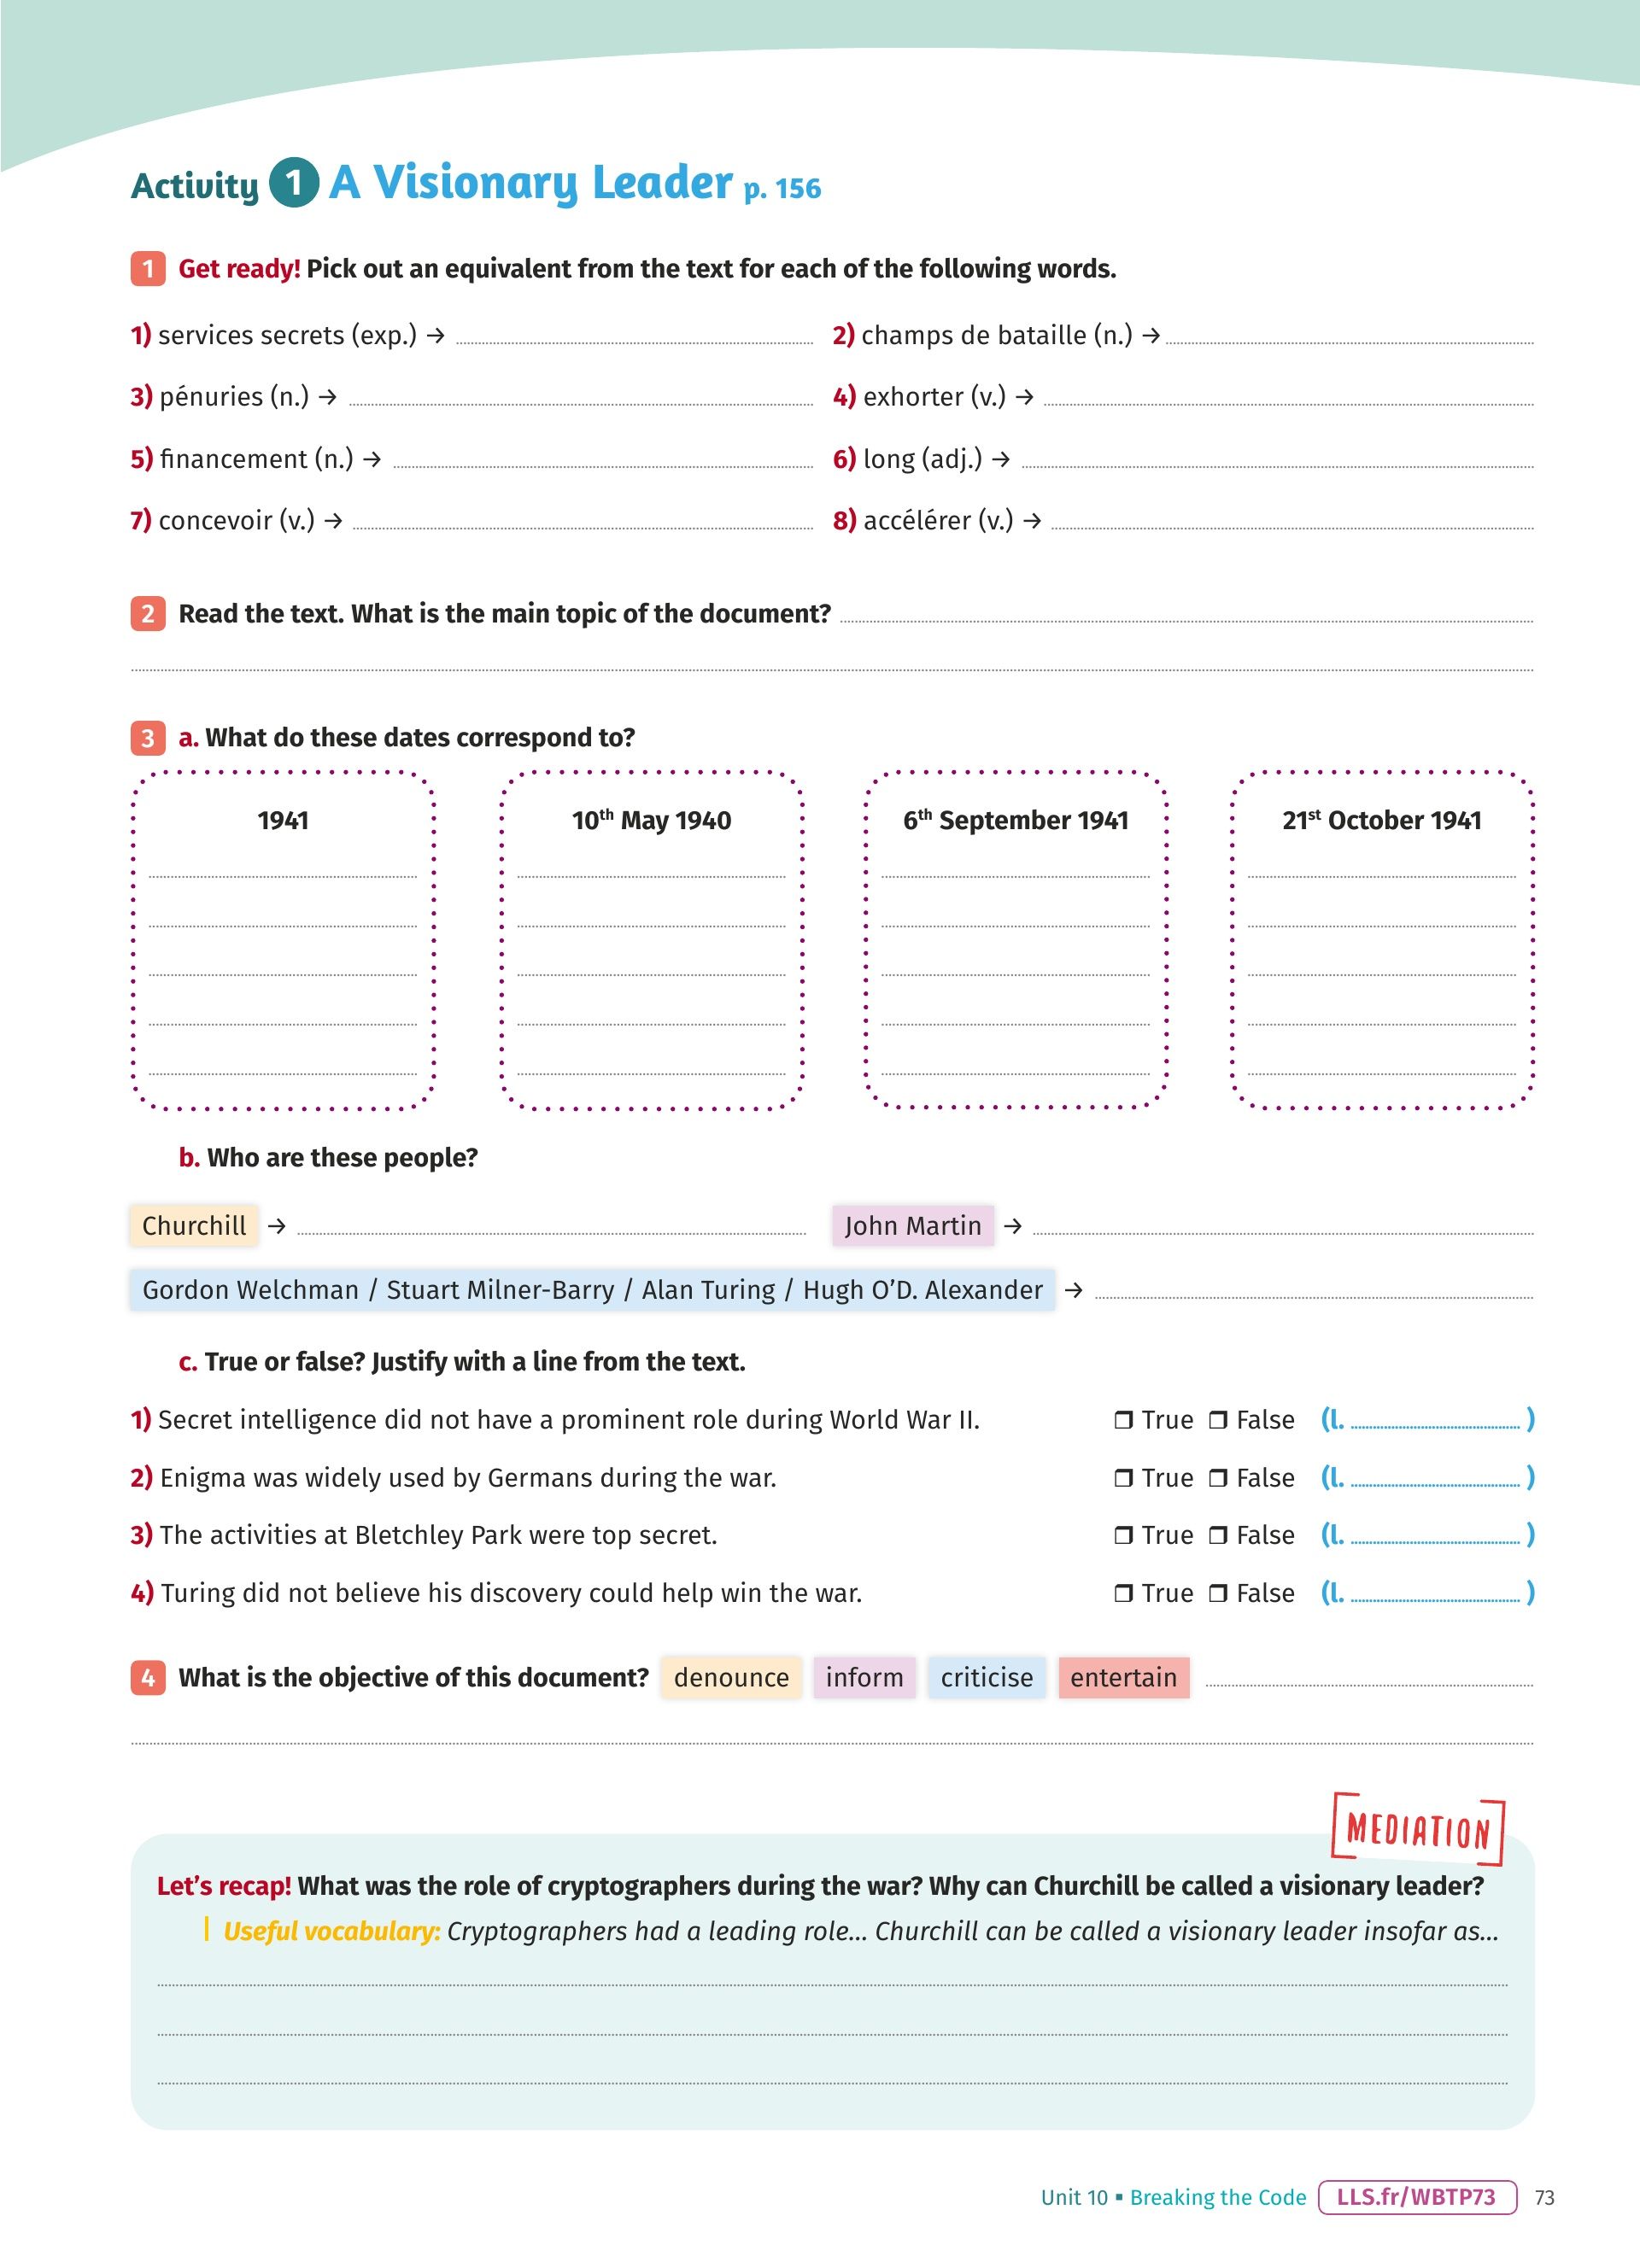 Activity 1 A Visionary Leader p. 156
1 Get ready! Pick out an equivalent from the text for each of the following words.
1) services secrets (exp.) →
2) champs de bataille (n.) →
3) pénuries (n.) →
4) exhorter (v.) →
5) financement (n.) →
6) long (adj.) →
7) concevoir (v.) →
8) accélérer (v.) →
2 Read the text. What is the main topic of the document?
3 a. What do these dates correspond to?
1941
10th May 1940
6th September 1941
21st October 1941
b. Who are these people?
Churchill →
John Martin →
Gordon Welchman / Stuart Milner-Barry / Alan Turing / Hugh O’D. Alexander →
c. True or false? Justify with a line from the text.
1) Secret intelligence did not have a prominent role during World War II. ❒ True ❒ False (l. )
2) Enigma was widely used by Germans during the war. ❒ True ❒ False (l. )
3) The activities at Bletchley Park were top secret. ❒ True ❒ False (l. )
4) Turing did not believe his discovery could help win the war. ❒ True ❒ False (l. )
4 What is the objective of this document? denounce inform criticise entertain
MEDIATION
Let’s recap! What was the role of cryptographers during the war? Why can Churchill be called a visionary leader?
Useful vocabulary: Cryptographers had a leading role... Churchill can be called a visionary leader insofar as...
Unit 10 ▪ Breaking the Code LLS.fr/WBTP73 73